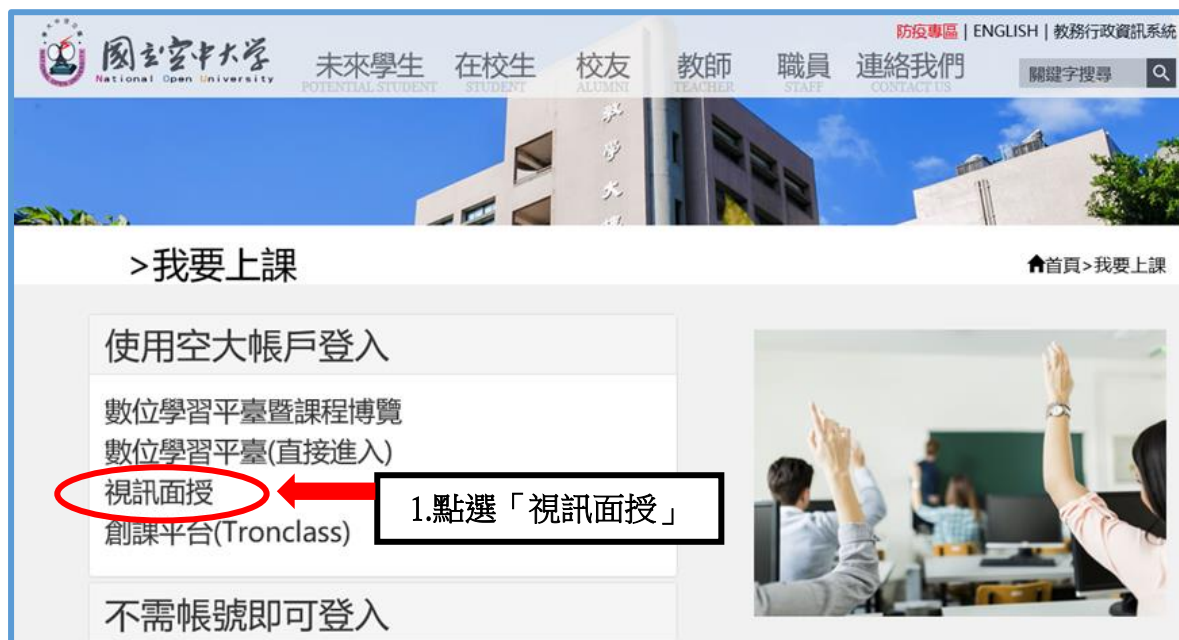 防疫專區 | ENGLISH | 教務行政資訊系統
國立空中大學
National Open University
未來學生 在校生 校友 教師 職員 連絡我們
POTENTIAL STUDENT STUDENT ALUMNI TEACHER STAFF CONTACT US
關鍵字搜尋
教學大樓
>我要上課
首頁>我要上課
使用空大帳戶登入
數位學習平臺暨課程博覽
數位學習平臺(直接進入)
視訊面授
1.點選「視訊面授」
創課平台(Tronclass)
不需帳號即可登入